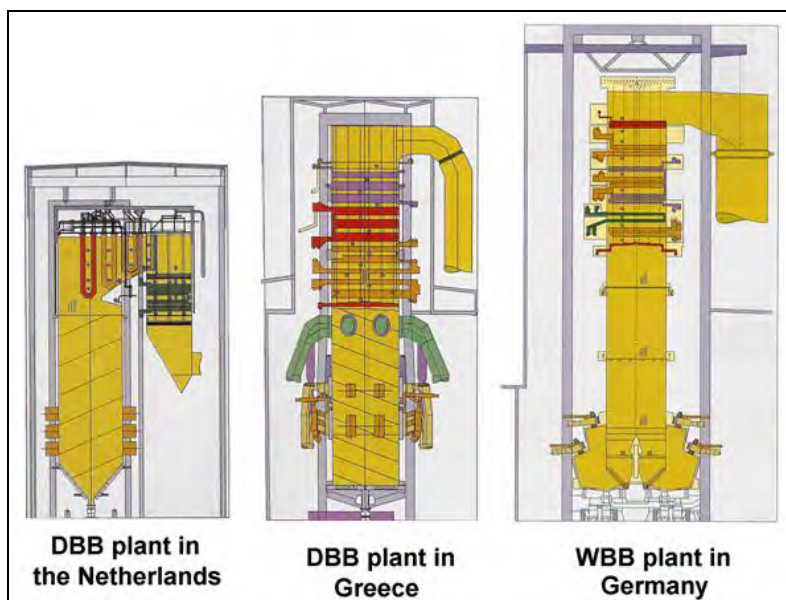 DBB plant in
the Netherlands
DBB plant in
Greece
WBB plant in
Germany